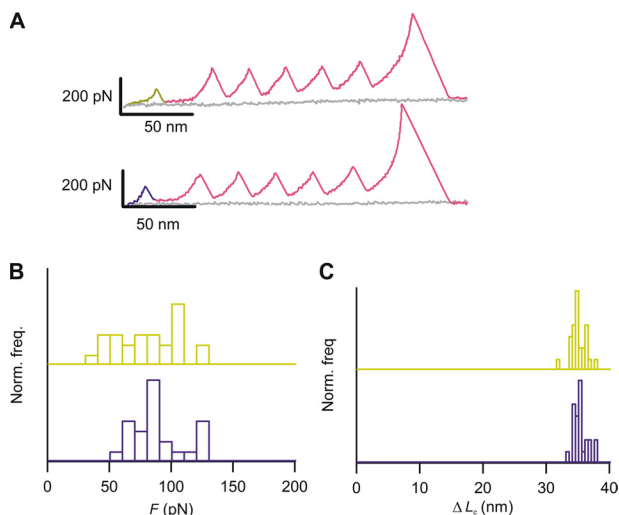 A
200 pN
50 nm
200 pN
50 nm
B
Norm. freq.
0
50
100
150
200
F (pN)
C
Norm. freq
0
10
20
30
40
Δ Lc (nm)